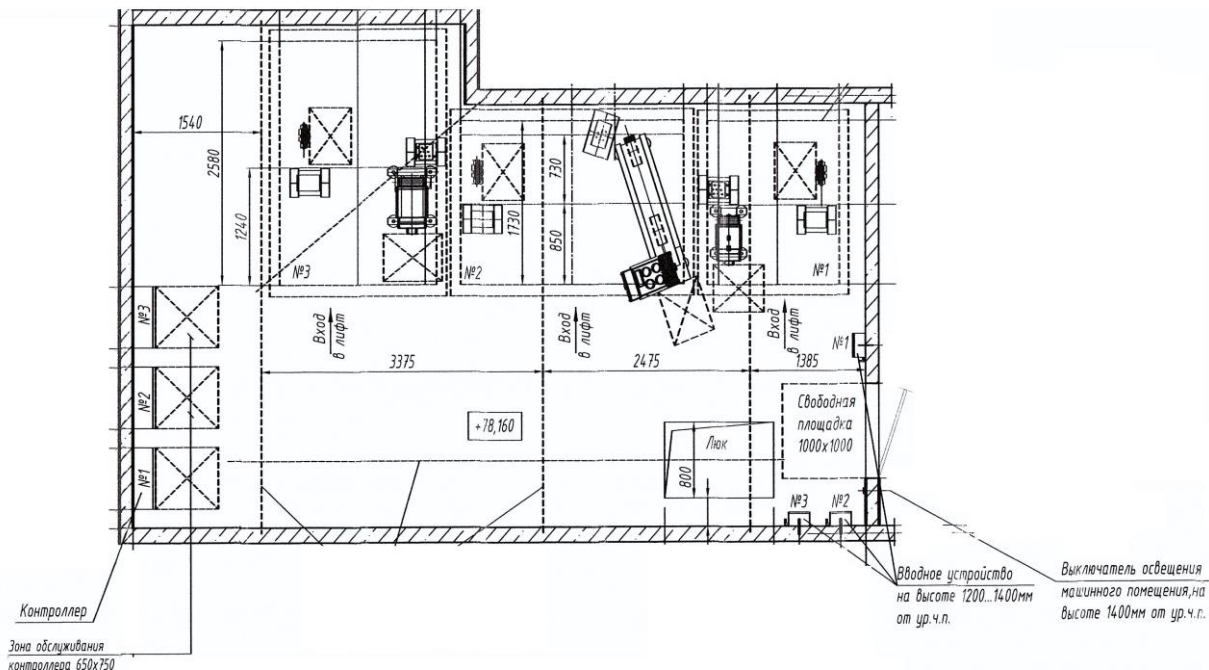 1540
2580
1240
№3
1730
730
850
№2
№1
Вход
в лифт
Вход
в лифт
Вход
в лифт
№3
№2
№1
№1
3375
2475
1385
+78,160
Люк
800
Свободная
площадка
1000х1000
№3
№2
Контроллер
Зона обслуживания
контроллера 650х750
Вводное устройство
на высоте 1200...1400мм
от ур.ч.п.
Выключатель освещения
машинного помещения,на
высоте 1400мм от ур.ч.п.